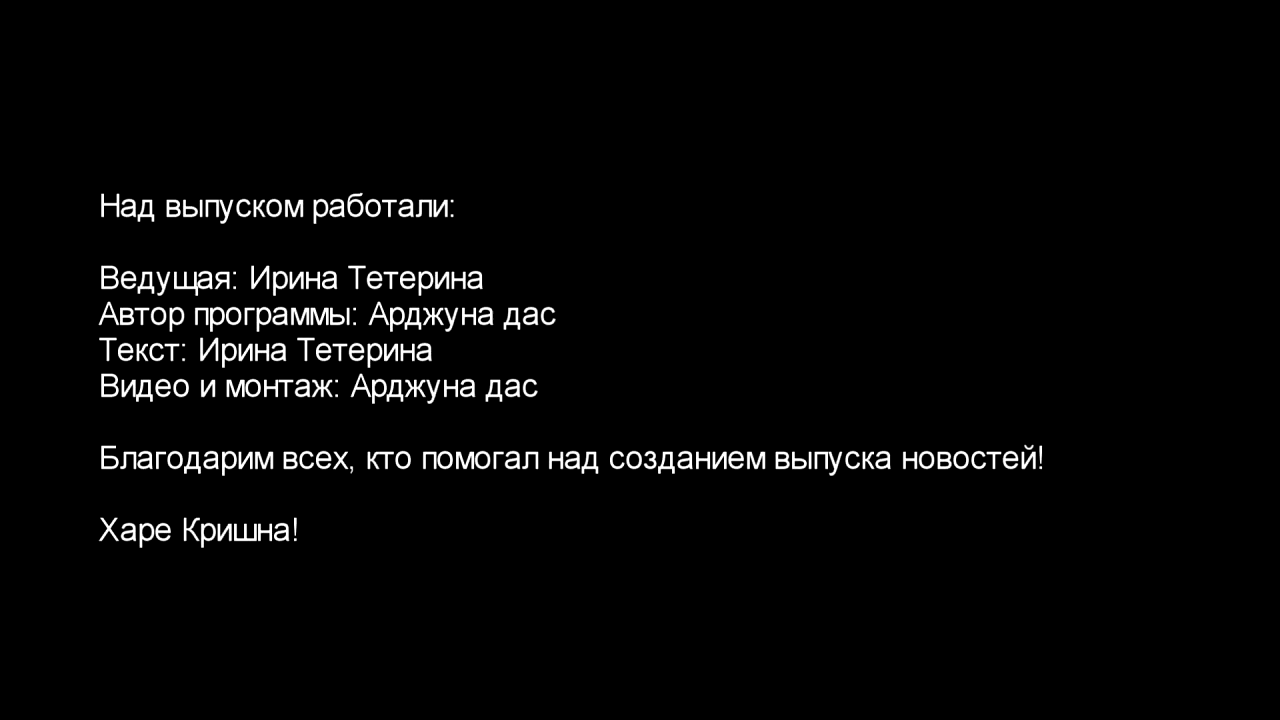 Над выпуском работали:
Ведущая: Ирина Тетерина
Автор программы: Арджуна дас
Текст: Ирина Тетерина
Видео и монтаж: Арджуна дас
Благодарим всех, кто помогал над созданием выпуска новостей!
Харе Кришна!